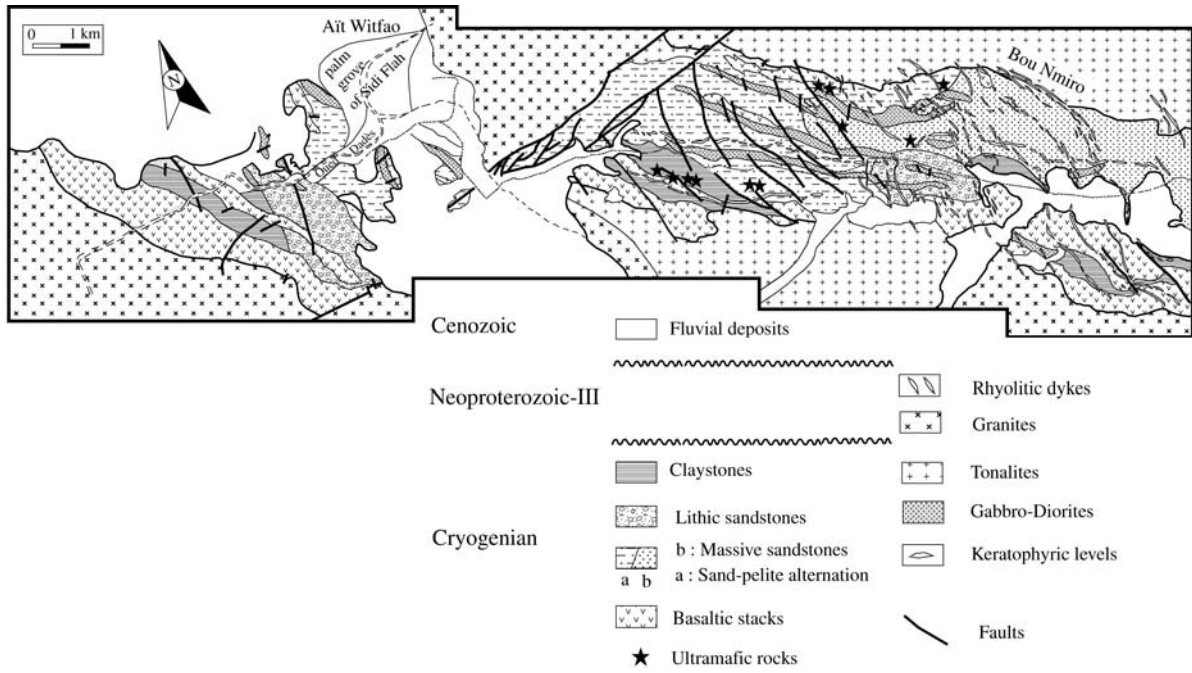 0 1 km
N
Aït Witfao
palm
grove
of Sidi Flah
Oued Dadès
Bou Nmiro
Cenozoic
Fluvial deposits
Neoproterozoic-III
Rhyolitic dykes
Granites
Cryogenian
Claystones
Tonalites
Lithic sandstones
Gabbro-Diorites
b : Massive sandstones
a : Sand-pelite alternation
a b
Keratophyric levels
Basaltic stacks
Faults
Ultramafic rocks